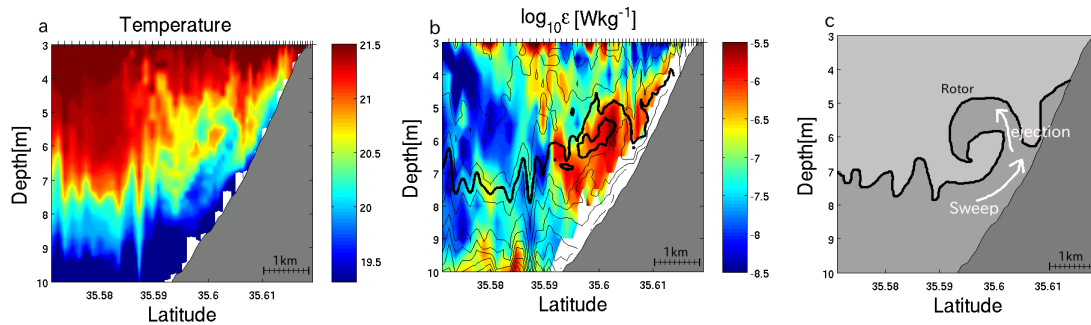 a
Temperature
3
4
5
6
7
8
9
10
Depth[m]
35.58
35.59
35.6
35.61
Latitude
1km
21.5
21
20.5
20
19.5
b
log10ε [Wkg-1]
3
4
5
6
7
8
9
10
Depth[m]
35.58
35.59
35.6
35.61
Latitude
1km
-5.5
-6
-6.5
-7
-7.5
-8
-8.5
c
3
4
5
6
7
8
9
10
Depth[m]
Rotor
Ejection
Sweep
35.58
35.59
35.6
35.61
Latitude
1km